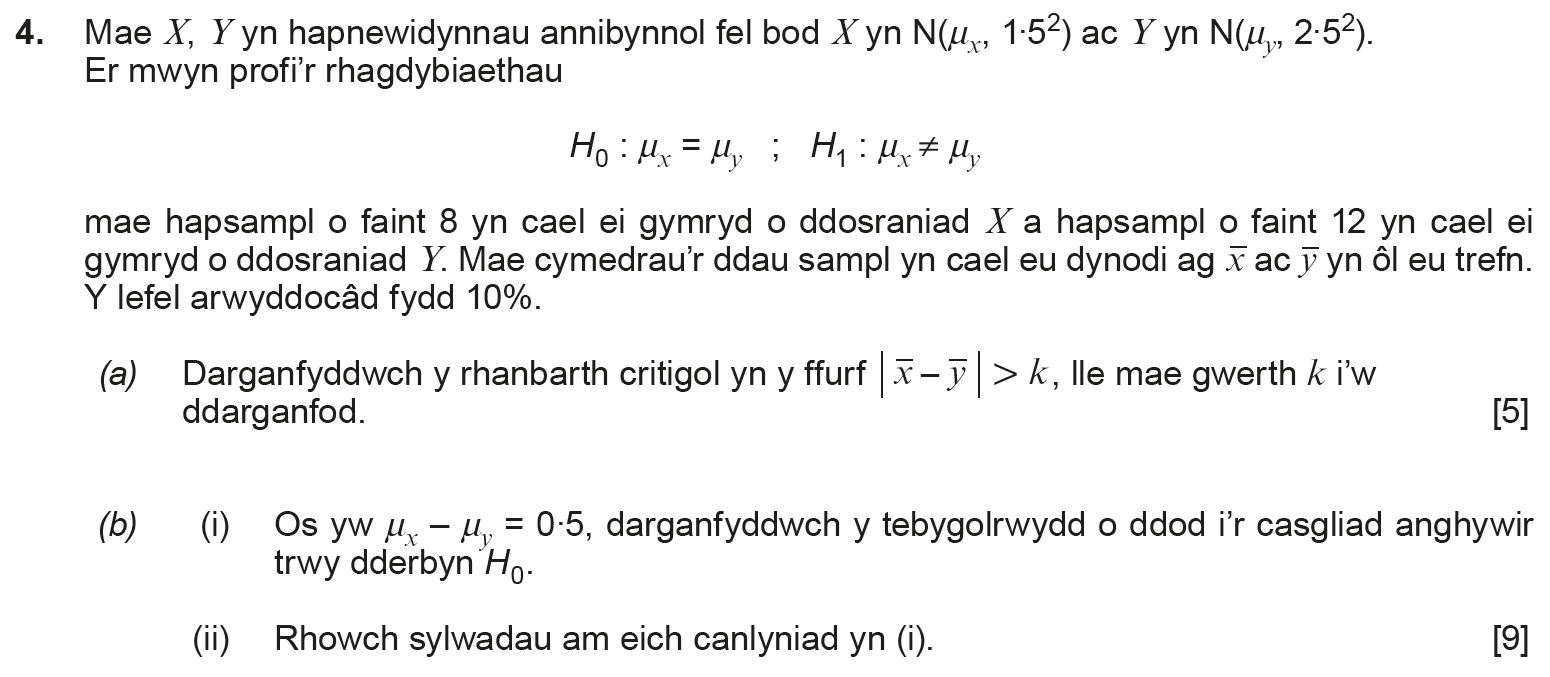 4. Mae X, Y yn hapnewidynnau annibynnol fel bod X yn N(μₓ, 1·5²) ac Y yn N(μᵧ, 2·5²).
Er mwyn profi'r rhagdybiaethau
H₀ : μₓ = μᵧ ; H₁ : μₓ ≠ μᵧ
mae hapsampl o faint 8 yn cael ei gymryd o ddosraniad X a hapsampl o faint 12 yn cael ei
gymryd o ddosraniad Y. Mae cymedrau'r ddau sampl yn cael eu dynodi ag x̅ ac y̅ yn ôl eu trefn.
Y lefel arwyddocâd fydd 10%.
(a) Darganfyddwch y rhanbarth critigol yn y ffurf | x̅ – y̅ | > k, lle mae gwerth k i'w
ddarganfod. [5]
(b) (i) Os yw μₓ – μᵧ = 0·5, darganfyddwch y tebygolrwydd o ddod i'r casgliad anghywir
trwy dderbyn H₀.
(ii) Rhowch sylwadau am eich canlyniad yn (i). [9]